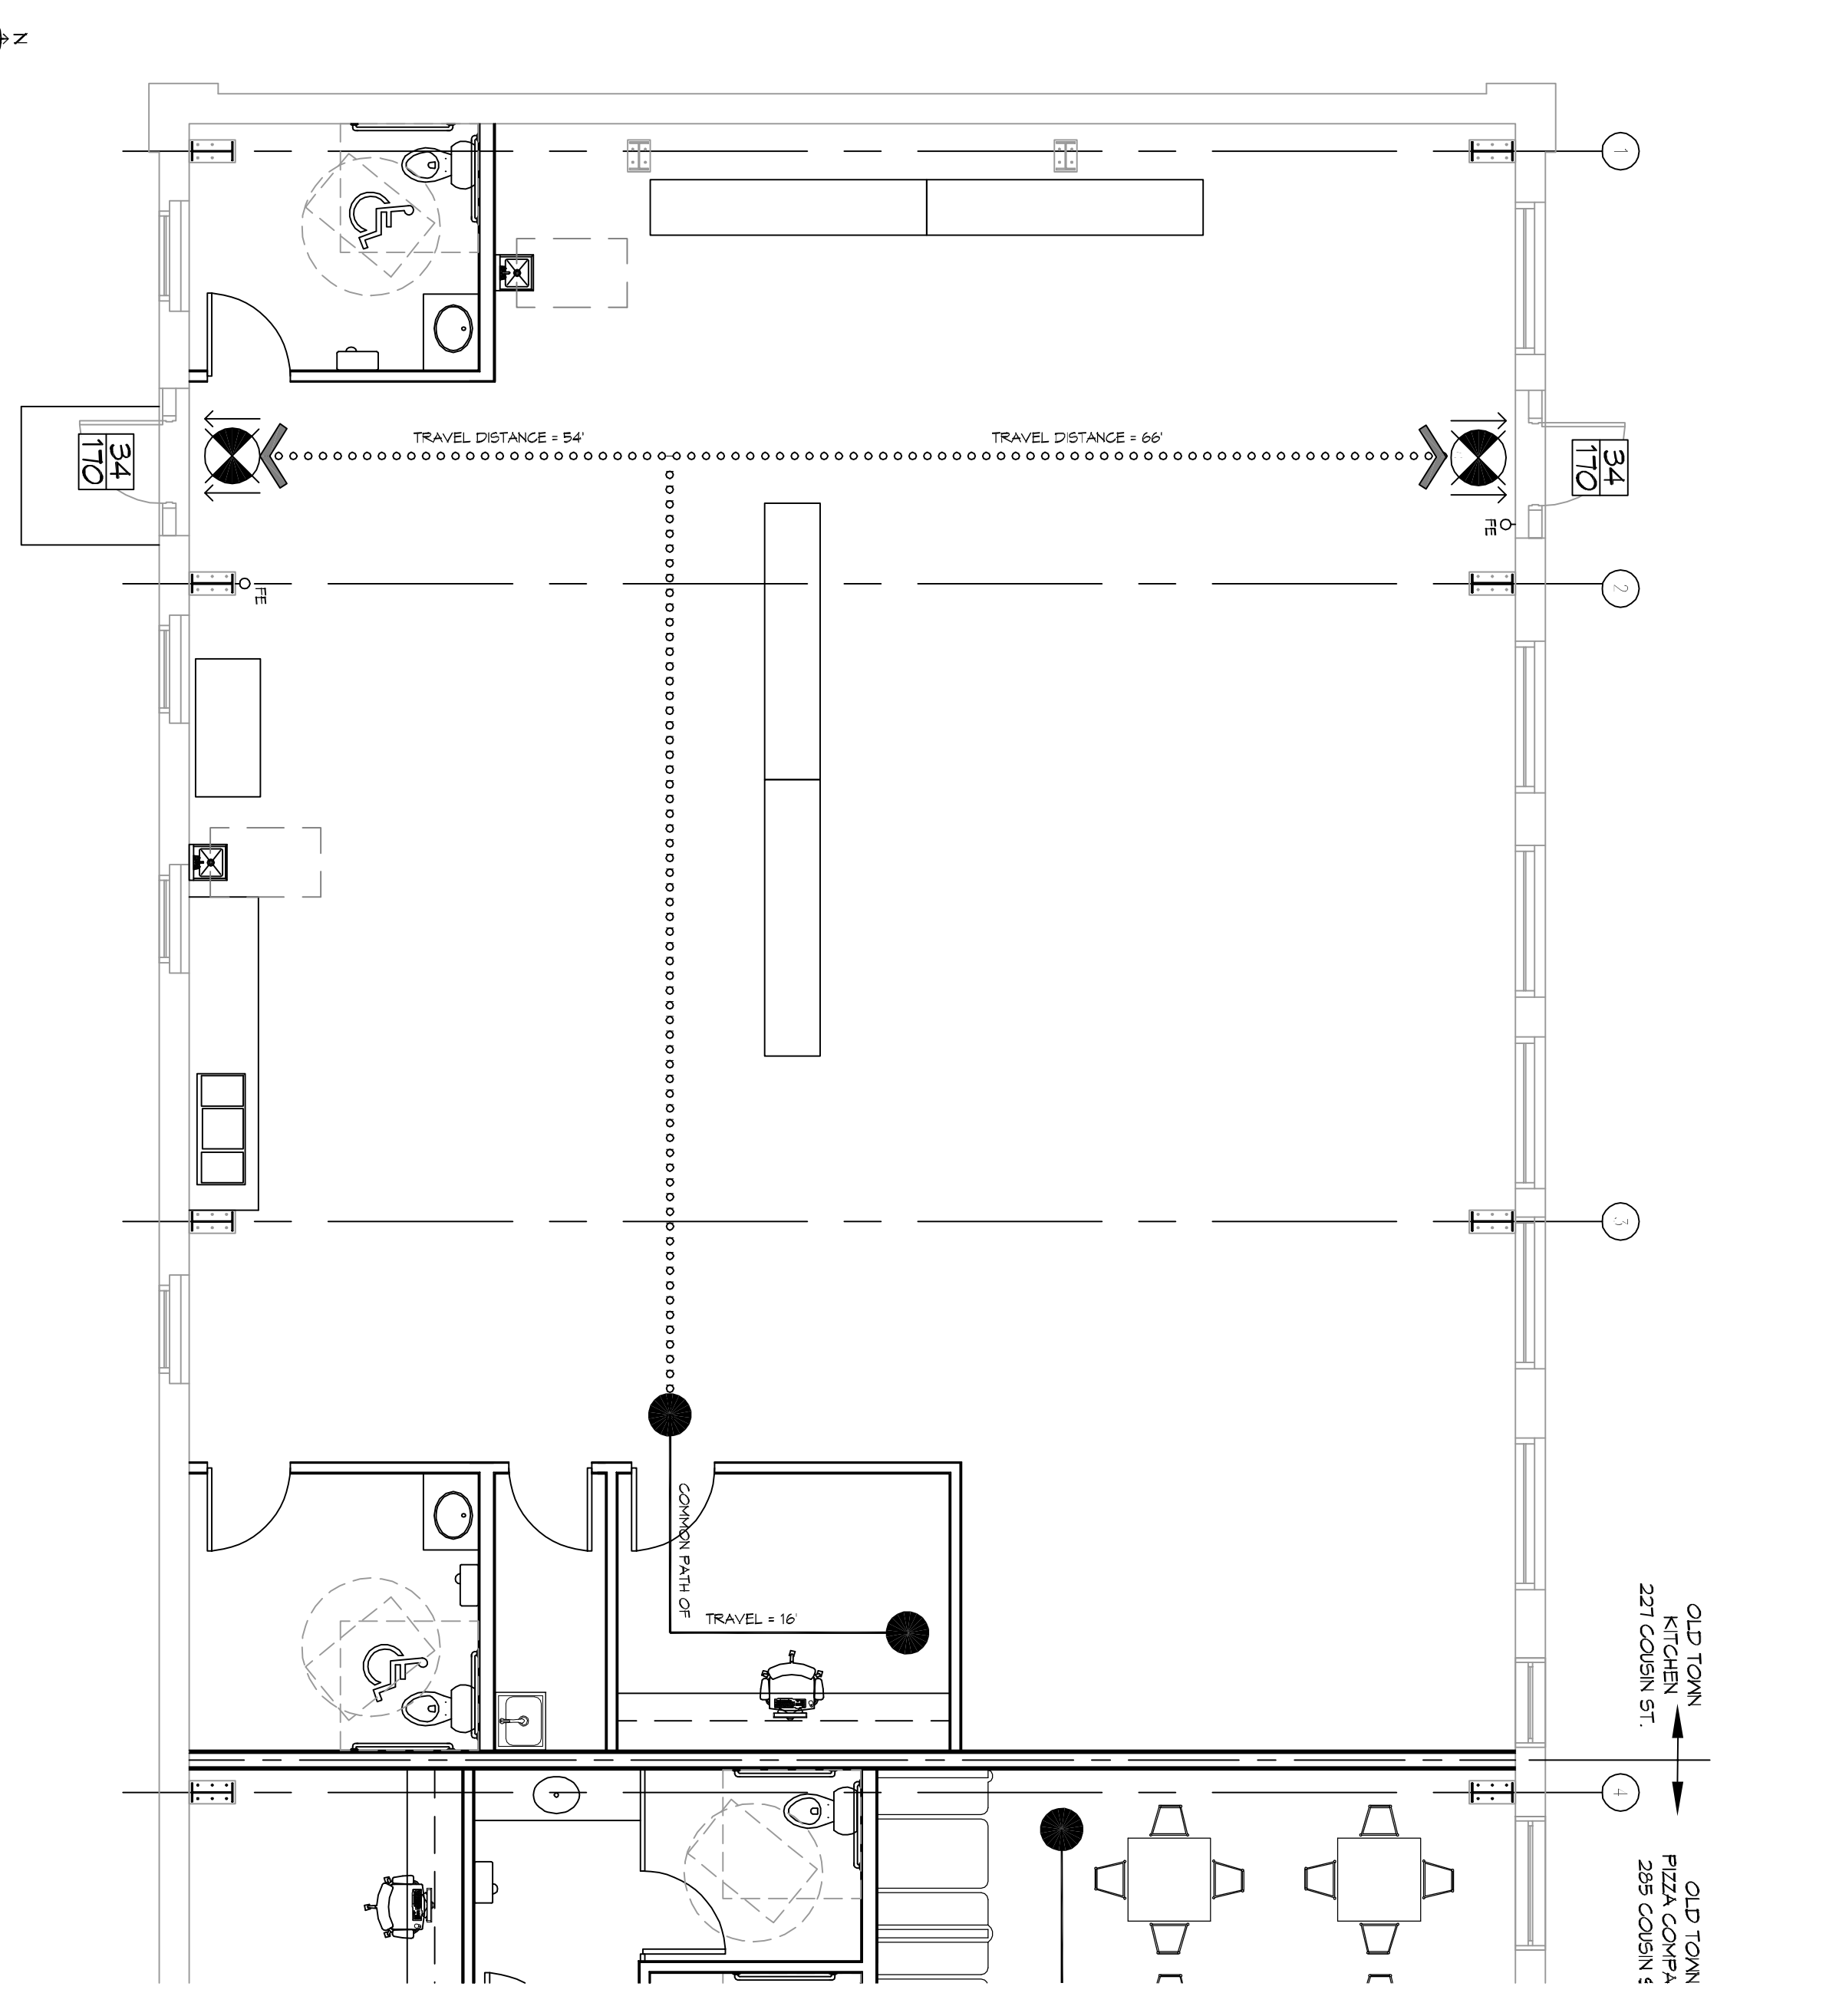 N
1
TRAVEL DISTANCE = 54'
TRAVEL DISTANCE = 66'
34
170
34
170
FE
2
FE
3
COMMON PATH OF
TRAVEL = 16'
OLD TOWN
KITCHEN
227 COUSIN ST.
4
OLD TOWN
PIZZA COMPA
285 COUSIN S